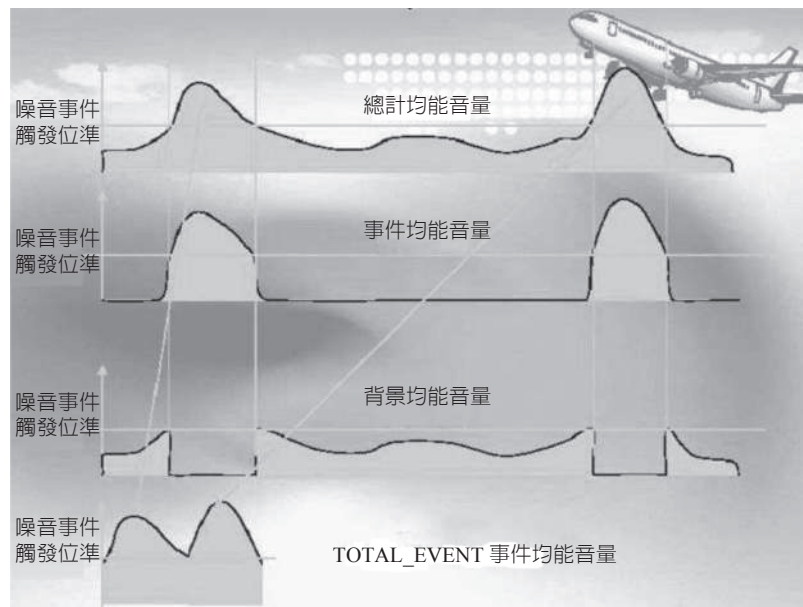 噪音事件
觸發位準
總計均能音量
噪音事件
觸發位準
事件均能音量
噪音事件
觸發位準
背景均能音量
噪音事件
觸發位準
TOTAL_EVENT 事件均能音量